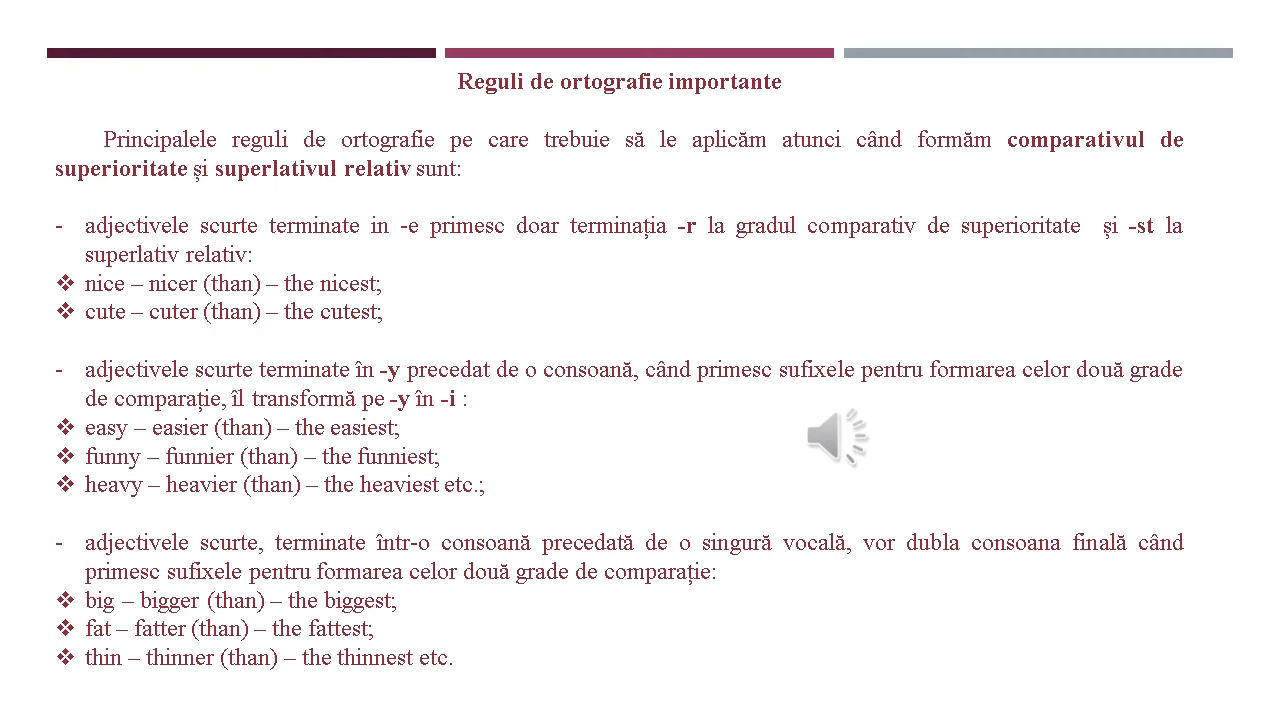 Reguli de ortografie importante
Principalele reguli de ortografie pe care trebuie să le aplicăm atunci când formăm comparativul de
superioritate și superlativul relativ sunt:
- adjectivele scurte terminate in -e primesc doar terminația -r la gradul comparativ de superioritate și -st la
superlativ relativ:
❖ nice – nicer (than) – the nicest;
❖ cute – cuter (than) – the cutest;
- adjectivele scurte terminate în -y precedat de o consoană, când primesc sufixele pentru formarea celor două grade
de comparație, îl transformă pe -y în -i :
❖ easy – easier (than) – the easiest;
❖ funny – funnier (than) – the funniest;
❖ heavy – heavier (than) – the heaviest etc.;
- adjectivele scurte, terminate într-o consoană precedată de o singură vocală, vor dubla consoana finală când
primesc sufixele pentru formarea celor două grade de comparație:
❖ big – bigger (than) – the biggest;
❖ fat – fatter (than) – the fattest;
❖ thin – thinner (than) – the thinnest etc.